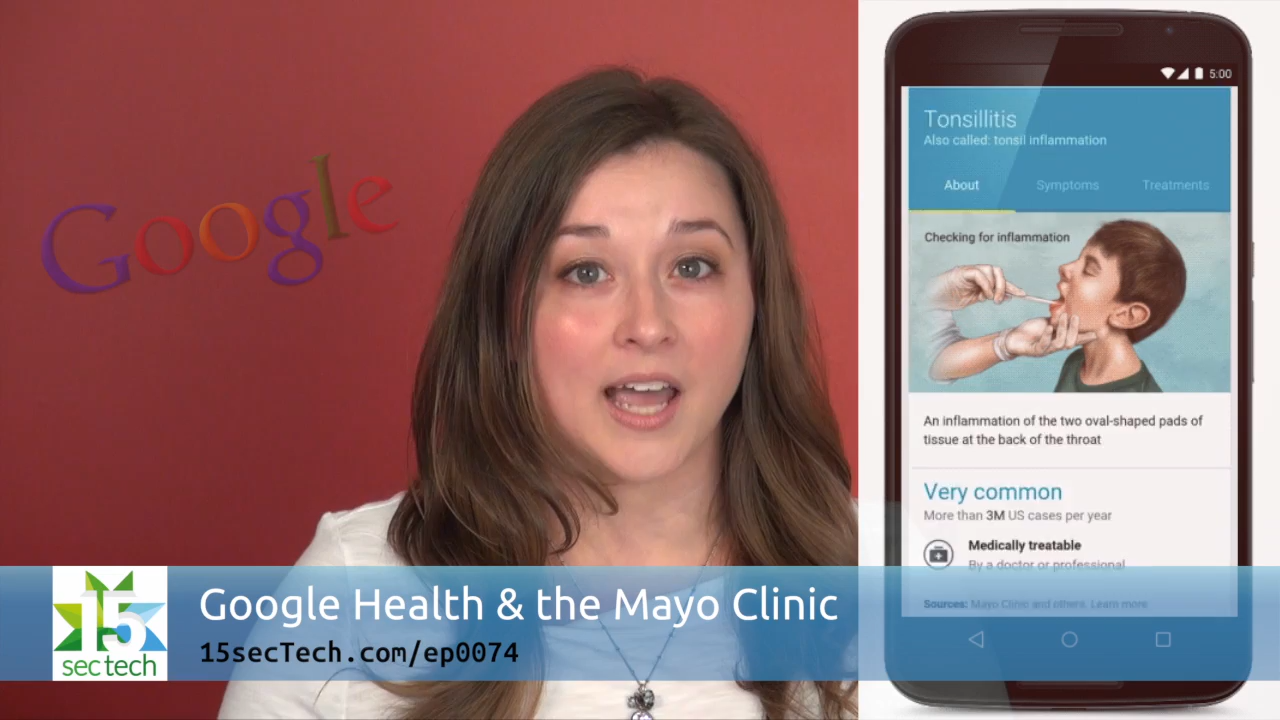 Google
5:00
Tonsillitis
Also called: tonsil inflammation
About Symptoms Treatments
Checking for inflammation
An inflammation of the two oval-shaped pads of
tissue at the back of the throat
Very common
More than 3M US cases per year
Medically treatable
By a doctor or professional
Sources: Mayo Clinic and others. Learn more
15
sec tech
Google Health & the Mayo Clinic
15secTech.com/ep0074